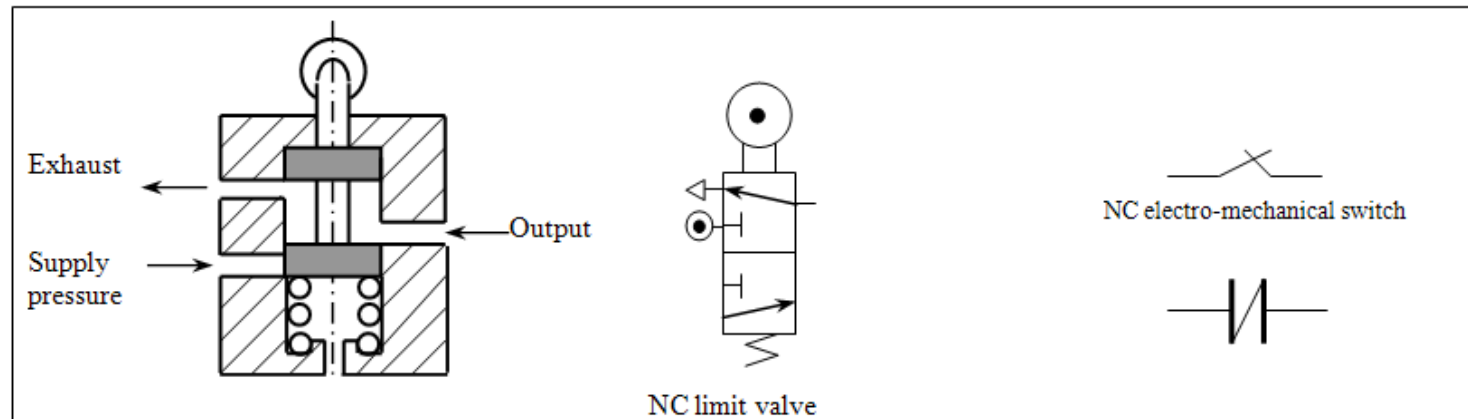 Exhaust
Output
Supply
pressure
NC limit valve
NC electro-mechanical switch